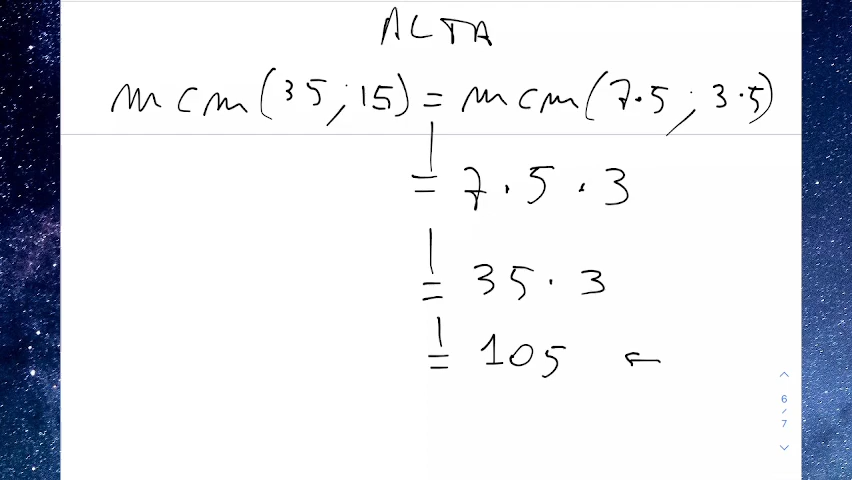 ALTA
mcm(35;15) = mcm(7·5; 3·5)
= 7·5·3
= 35·3
= 105 ←
6
/
7